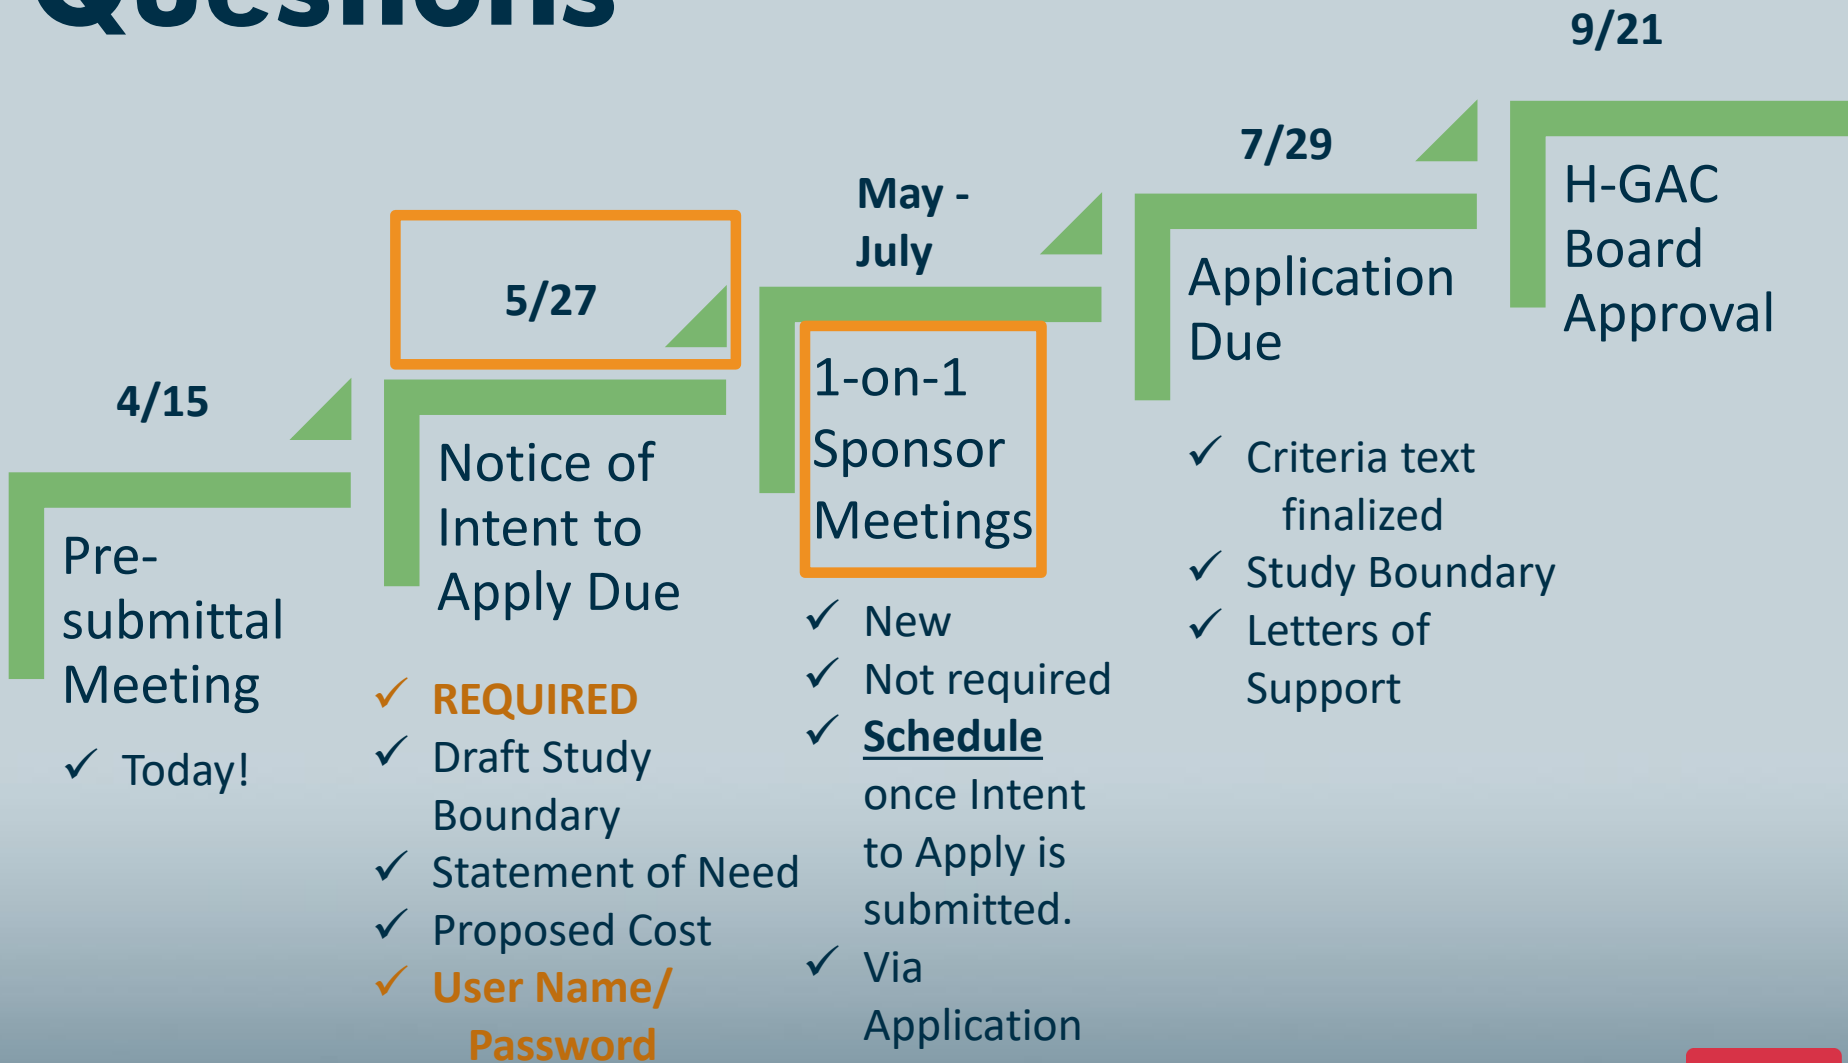 Questions
4/15
Pre-
submittal
Meeting
✓ Today!
5/27
Notice of
Intent to
Apply Due
✓ REQUIRED
✓ Draft Study
Boundary
✓ Statement of Need
✓ Proposed Cost
✓ User Name/
Password
May -
July
1-on-1
Sponsor
Meetings
✓ New
✓ Not required
✓ Schedule
once Intent
to Apply is
submitted.
✓ Via
Application
7/29
Application
Due
✓ Criteria text
finalized
✓ Study Boundary
✓ Letters of
Support
9/21
H-GAC
Board
Approval